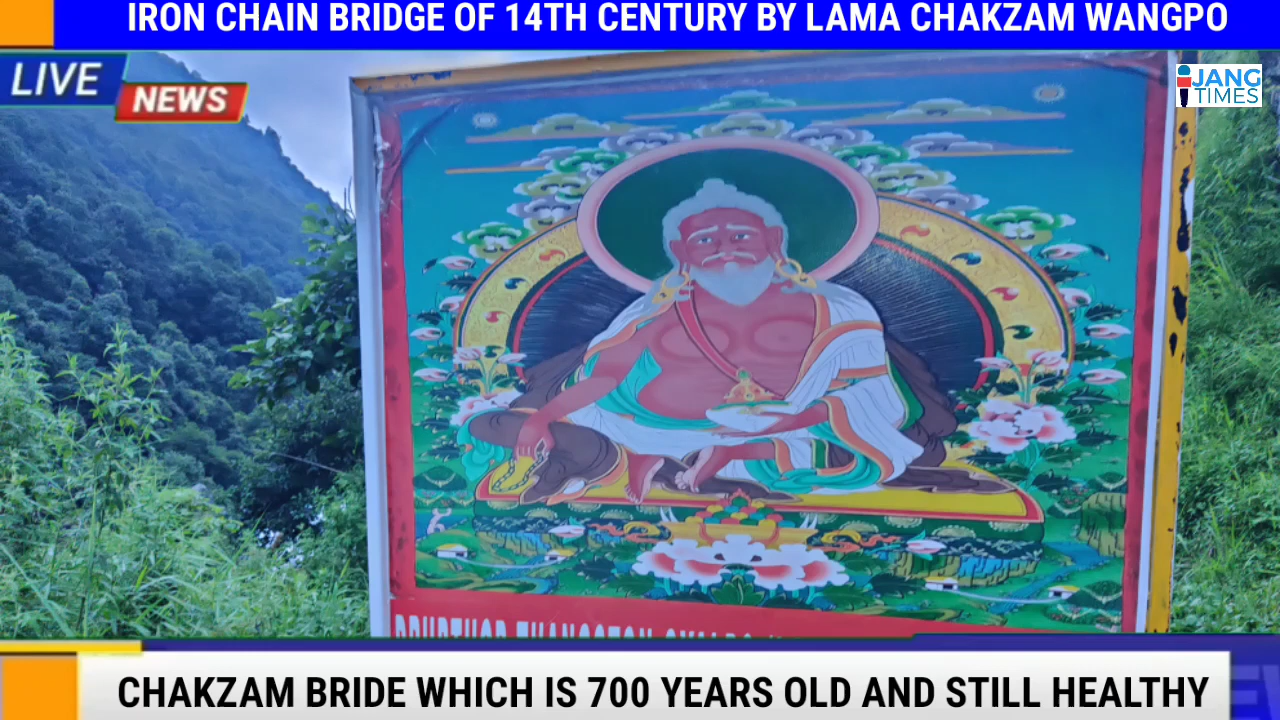 IRON CHAIN BRIDGE OF 14TH CENTURY BY LAMA CHAKZAM WANGPO
LIVE
NEWS
JANG
TIMES
CHAKZAM BRIDE WHICH IS 700 YEARS OLD AND STILL HEALTHY